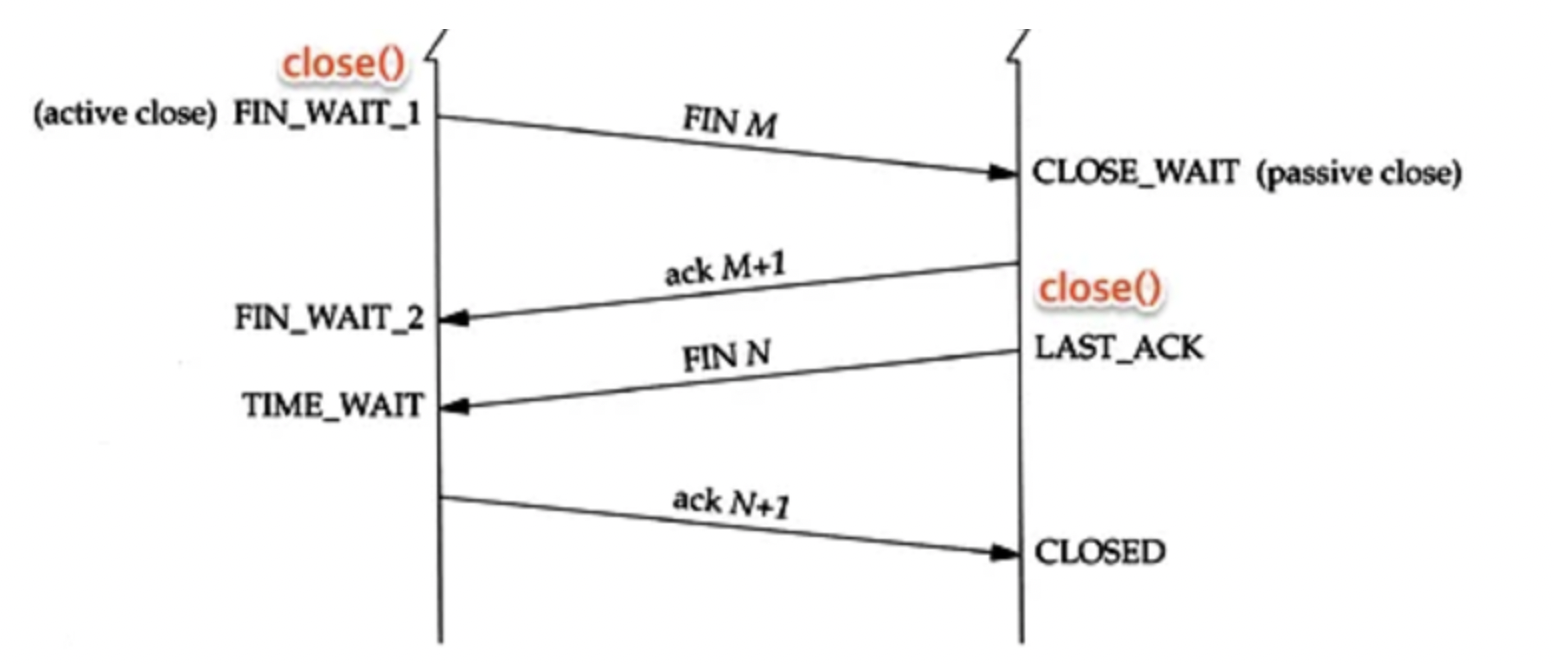 close()
(active close) FIN_WAIT_1
FIN M
CLOSE_WAIT (passive close)
ack M+1
close()
FIN_WAIT_2
FIN N
LAST_ACK
TIME_WAIT
ack N+1
CLOSED